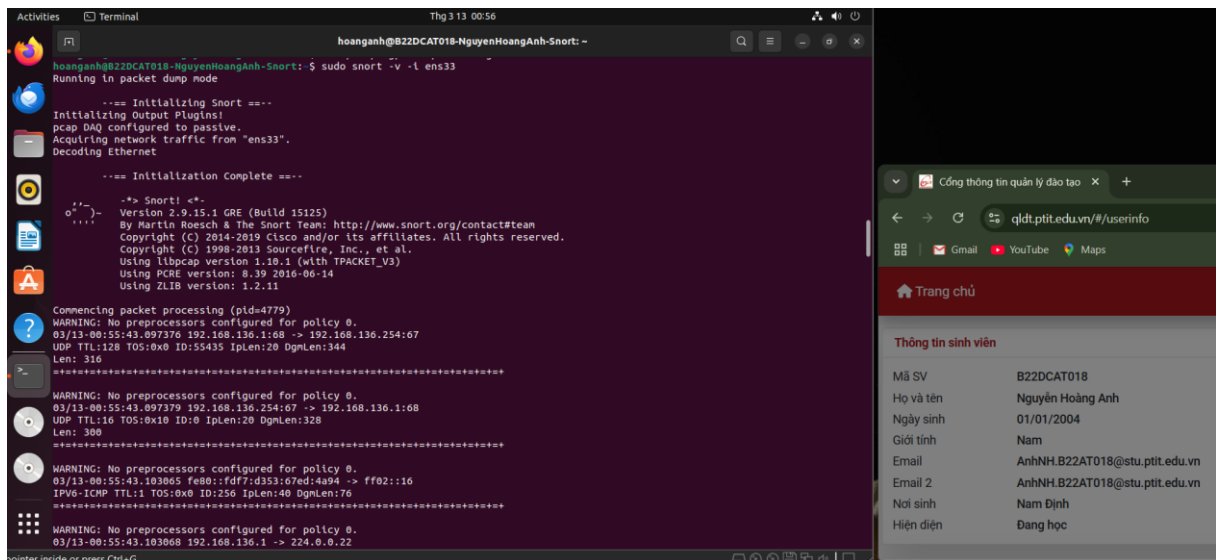 Activities Terminal Thg 3 13 00:56
hoanganh@B22DCAT018-NguyenHoangAnh-Snort: ~
hoanganh@B22DCAT018-NguyenHoangAnh-Snort:~$ sudo snort -v -i ens33
Running in packet dump mode
--== Initializing Snort ==--
Initializing Output Plugins!
pcap DAQ configured to passive.
Acquiring network traffic from "ens33".
Decoding Ethernet
--== Initialization Complete ==--
,,_ -*> Snort! <*-
o" )~ Version 2.9.15.1 GRE (Build 15125)
'''' By Martin Roesch & The Snort Team: http://www.snort.org/contact#team
Copyright (C) 2014-2019 Cisco and/or its affiliates. All rights reserved.
Copyright (C) 1998-2013 Sourcefire, Inc., et al.
Using libpcap version 1.10.1 (with TPACKET_V3)
Using PCRE version: 8.39 2016-06-14
Using ZLIB version: 1.2.11
Commencing packet processing (pid=4779)
WARNING: No preprocessors configured for policy 0.
03/13-00:55:43.097376 192.168.136.1:68 -> 192.168.136.254:67
UDP TTL:128 TOS:0x0 ID:55435 IpLen:20 DgmLen:344
Len: 316
=+=+=+=+=+=+=+=+=+=+=+=+=+=+=+=+=+=+=+=+=+=+=+=+=+=+=+=+=+=+=+=+=+=+=+=+=+
WARNING: No preprocessors configured for policy 0.
03/13-00:55:43.097379 192.168.136.254:67 -> 192.168.136.1:68
UDP TTL:16 TOS:0x10 ID:0 IpLen:20 DgmLen:328
Len: 300
=+=+=+=+=+=+=+=+=+=+=+=+=+=+=+=+=+=+=+=+=+=+=+=+=+=+=+=+=+=+=+=+=+=+=+=+=+
WARNING: No preprocessors configured for policy 0.
03/13-00:55:43.103065 fe80::fdf7:d353:67ed:4a94 -> ff02::16
IPV6-ICMP TTL:1 TOS:0x0 ID:256 IpLen:40 DgmLen:76
=+=+=+=+=+=+=+=+=+=+=+=+=+=+=+=+=+=+=+=+=+=+=+=+=+=+=+=+=+=+=+=+=+=+=+=+=+
WARNING: No preprocessors configured for policy 0.
03/13-00:55:43.103068 192.168.136.1 -> 224.0.0.22
pointer inside or press Ctrl+G
Cổng thông tin quản lý đào tạo
qldt.ptit.edu.vn/#/userinfo
Gmail YouTube Maps
Trang chủ
Thông tin sinh viên
Mã SV B22DCAT018
Họ và tên Nguyễn Hoàng Anh
Ngày sinh 01/01/2004
Giới tính Nam
Email AnhNH.B22AT018@stu.ptit.edu.vn
Email 2 AnhNH.B22AT018@stu.ptit.edu.vn
Nơi sinh Nam Định
Hiện diện Đang học